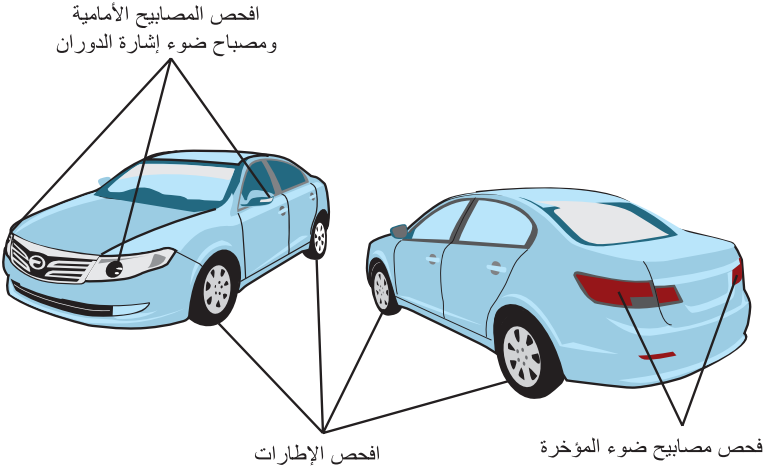 افحص المصابيح الأمامية
ومصباح ضوء إشارة الدوران
افحص الإطارات
فحص مصابيح ضوء المؤخرة